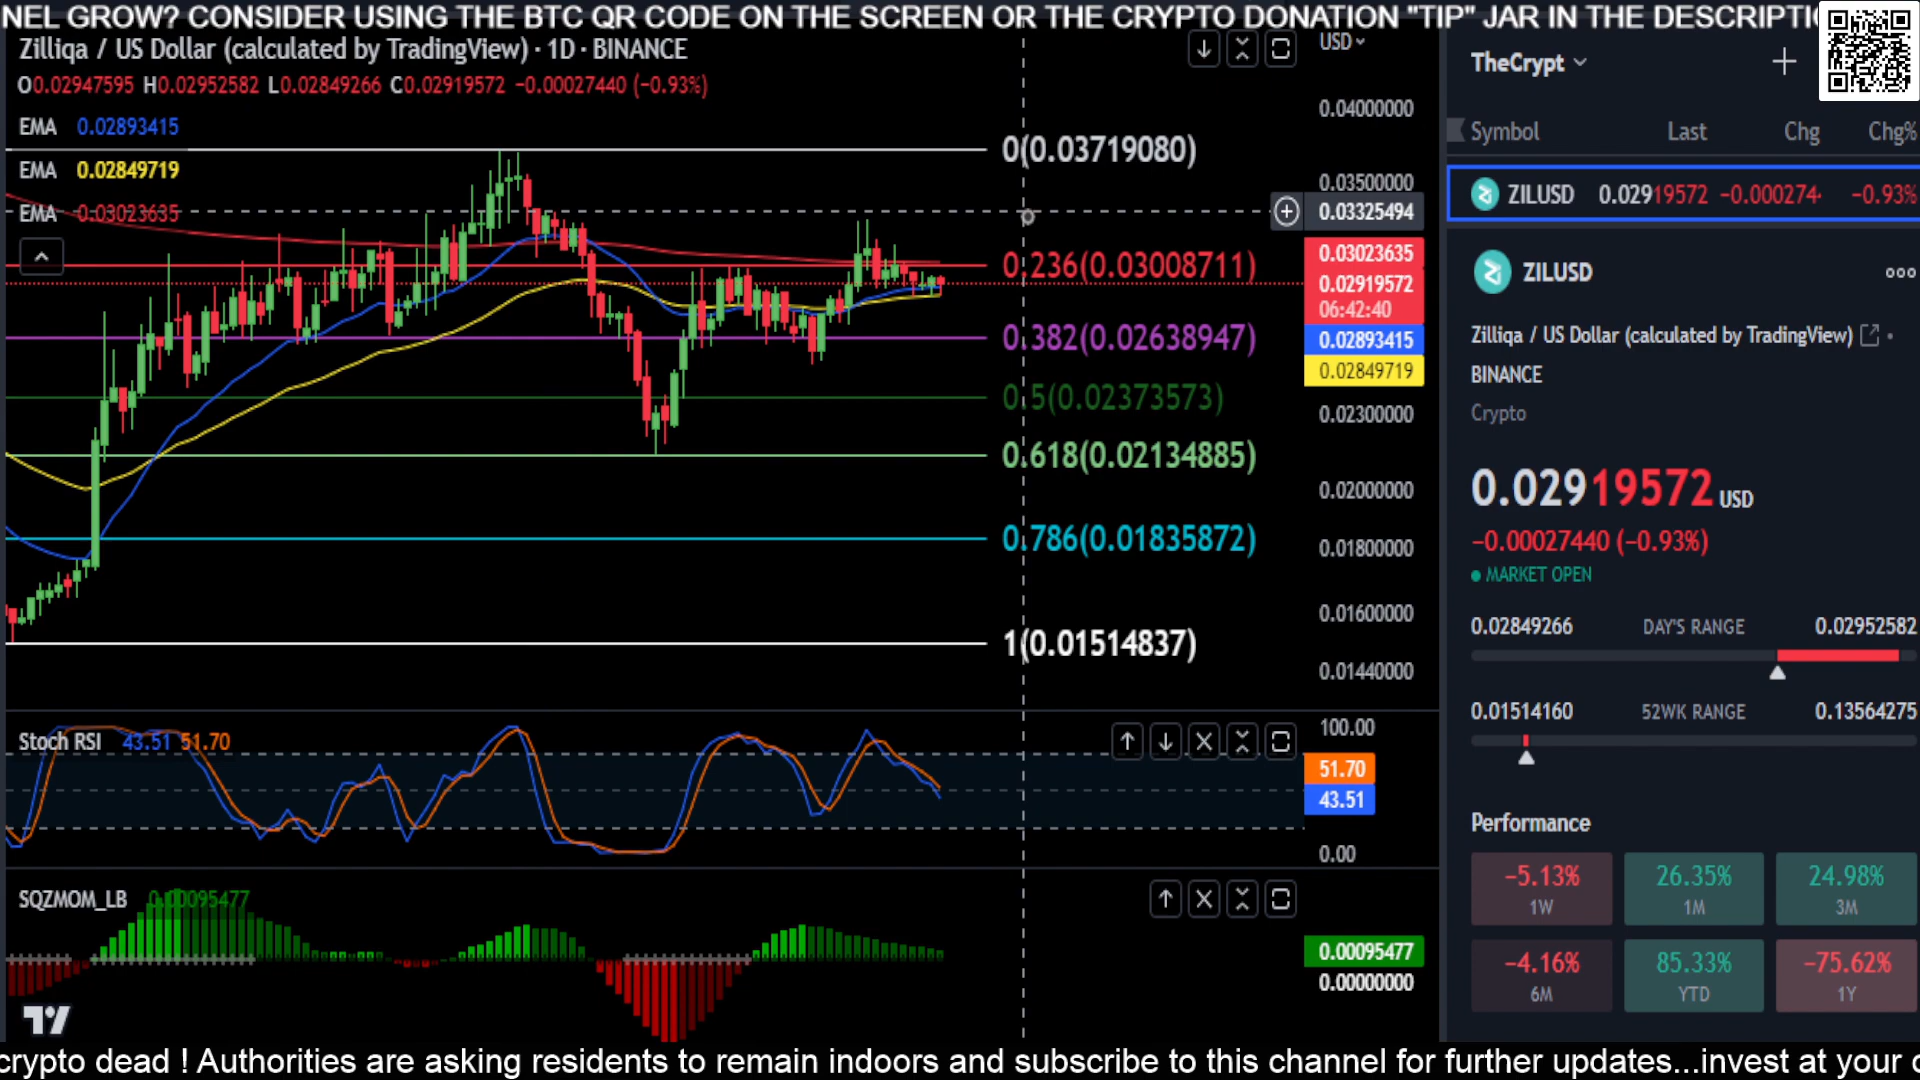 NEL GROW? CONSIDER USING THE BTC QR CODE ON THE SCREEN OR THE CRYPTO DONATION "TIP" JAR IN THE DESCRIPTI
Zilliqa / US Dollar (calculated by TradingView) · 1D · BINANCE
O0.02947595 H0.02952582 L0.02849266 C0.02919572 −0.00027440 (−0.93%)
EMA 0.02893415
EMA 0.02849719
EMA 0.03023635
0(0.03719080)
0.236(0.03008711)
0.382(0.02638947)
0.5(0.02373573)
0.618(0.02134885)
0.786(0.01835872)
1(0.01514837)
USD
0.04000000
0.03500000
0.03325494
0.03023635
0.02919572
06:42:40
0.02893415
0.02849719
0.02300000
0.02000000
0.01800000
0.01600000
0.01440000
Stoch RSI 43.51 51.70
100.00
51.70
43.51
0.00
SQZMOM_LB 0.00095477
0.00095477
0.00000000
TheCrypt
Symbol Last Chg Chg%
ZILUSD 0.02919572 −0.000274 −0.93%
ZILUSD
Zilliqa / US Dollar (calculated by TradingView)
BINANCE
Crypto
0.02919572 USD
−0.00027440 (−0.93%)
MARKET OPEN
0.02849266 DAY'S RANGE 0.02952582
0.01514160 52WK RANGE 0.13564275
Performance
−5.13% 26.35% 24.98%
1W 1M 3M
−4.16% 85.33% −75.62%
6M YTD 1Y
crypto dead ! Authorities are asking residents to remain indoors and subscribe to this channel for further updates...invest at your